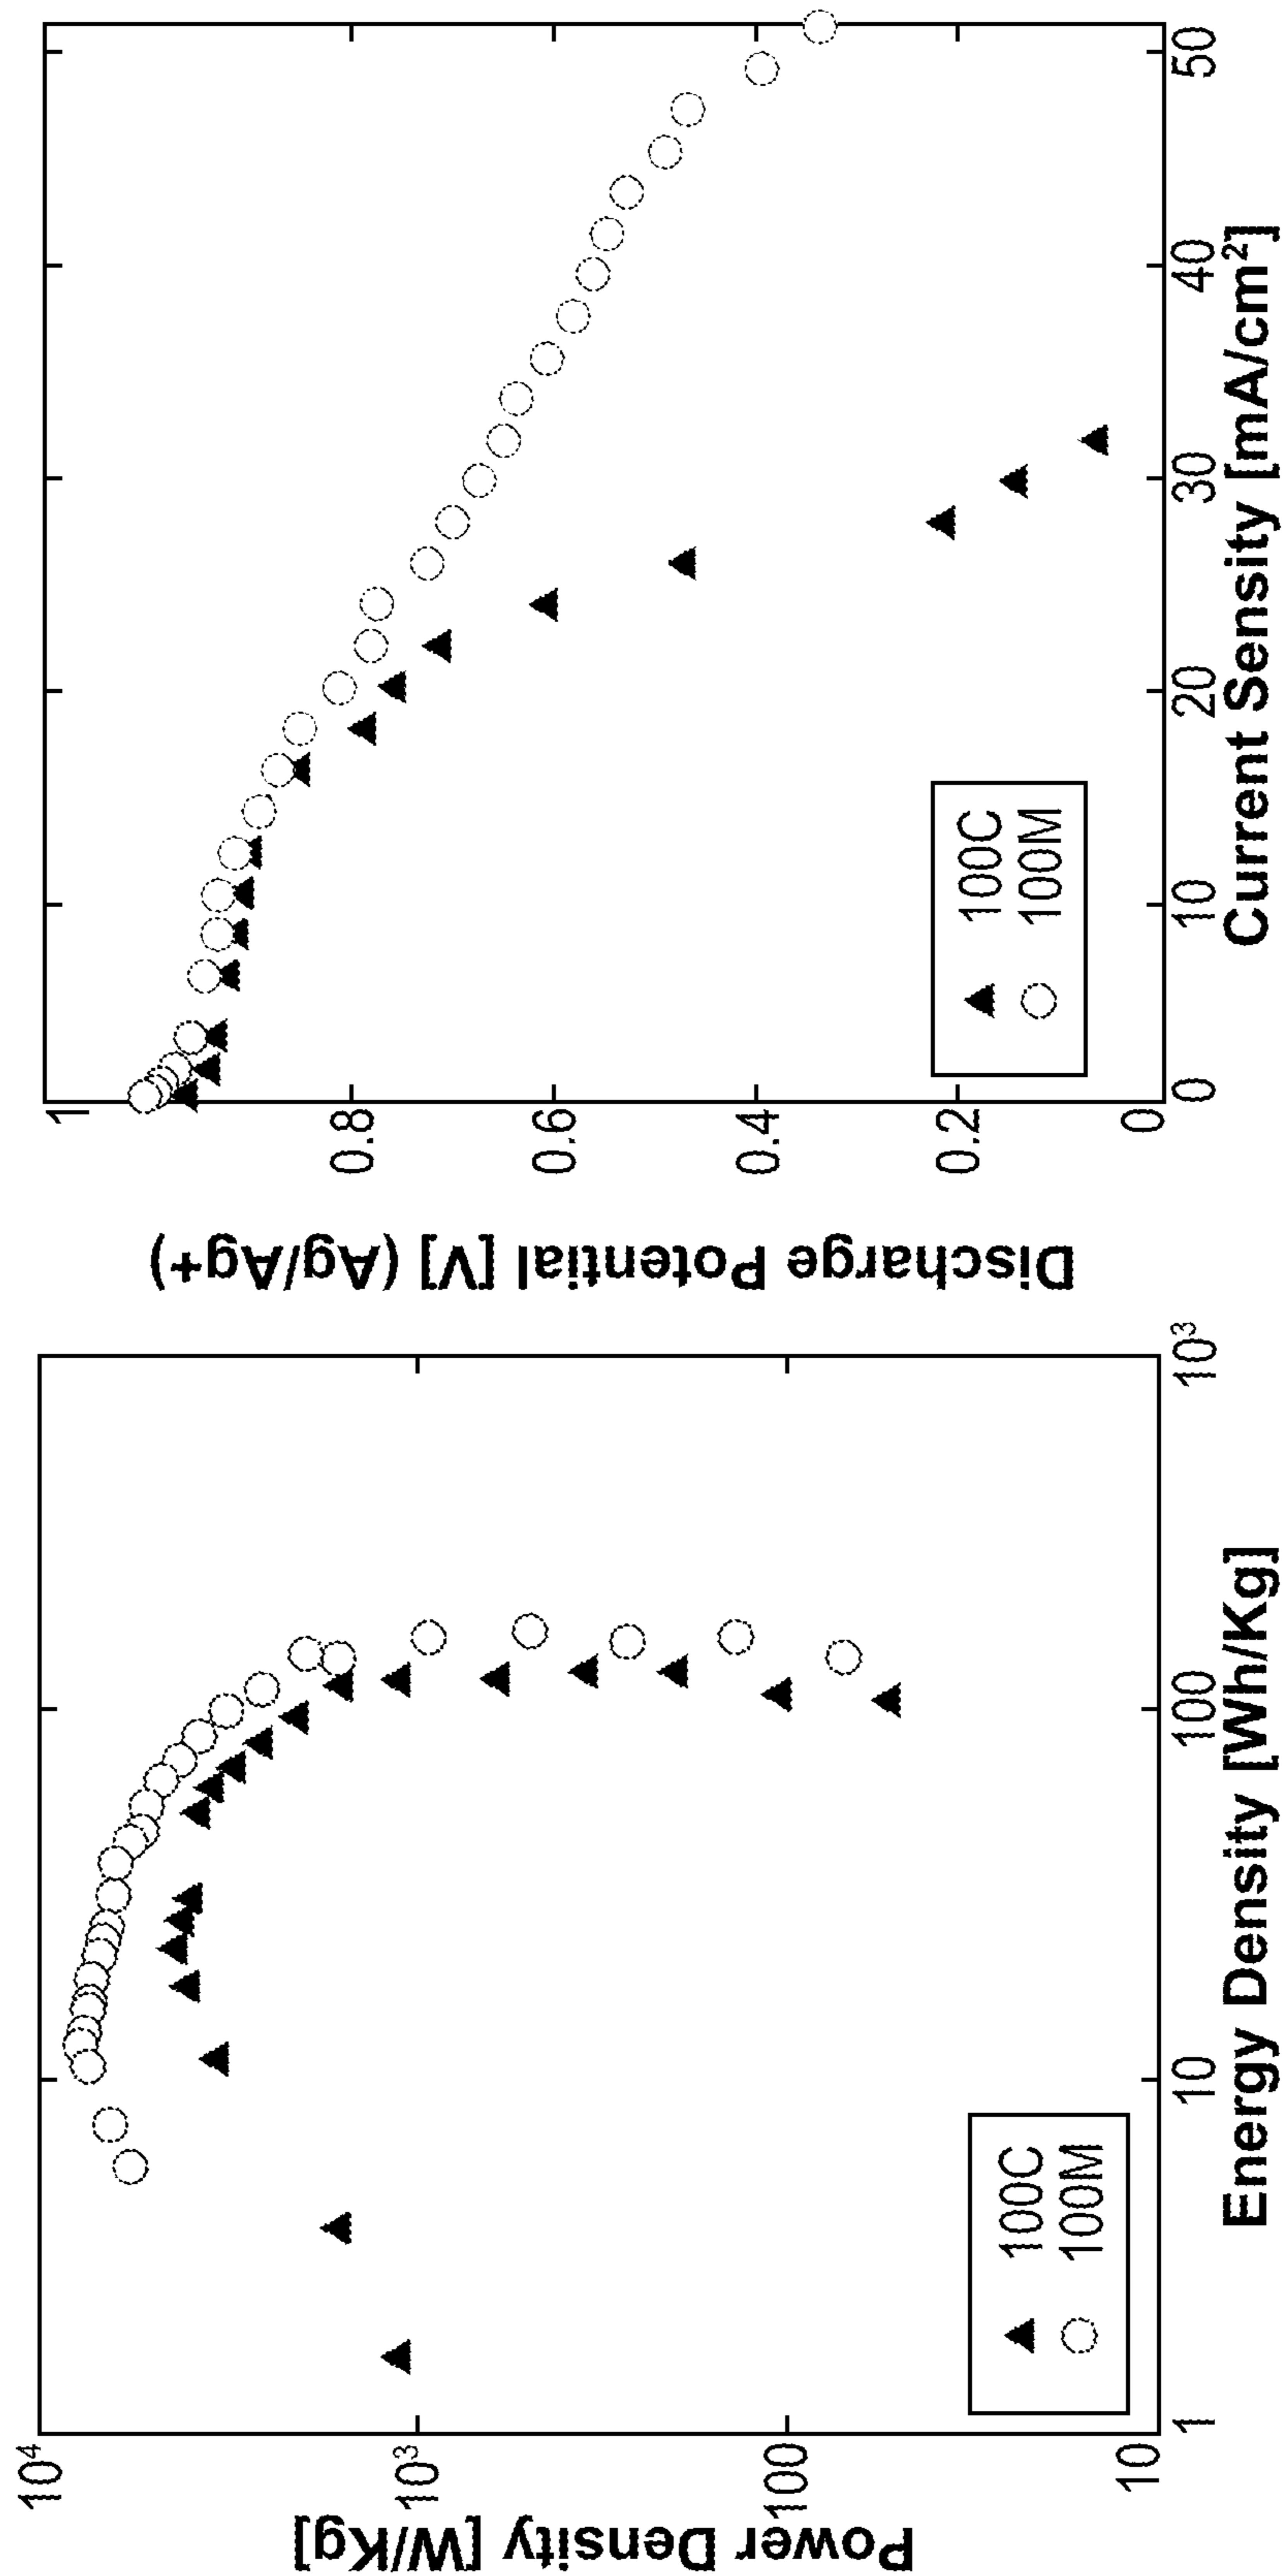 Power Density [W/Kg]
10⁴
10³
100
10
1
10
100
10³
Energy Density [Wh/Kg]
100C
100M
Discharge Potential [V] (Ag/Ag+)
1
0.8
0.6
0.4
0.2
0
0
10
20
30
40
50
Current Sensity [mA/cm²]
100C
100M